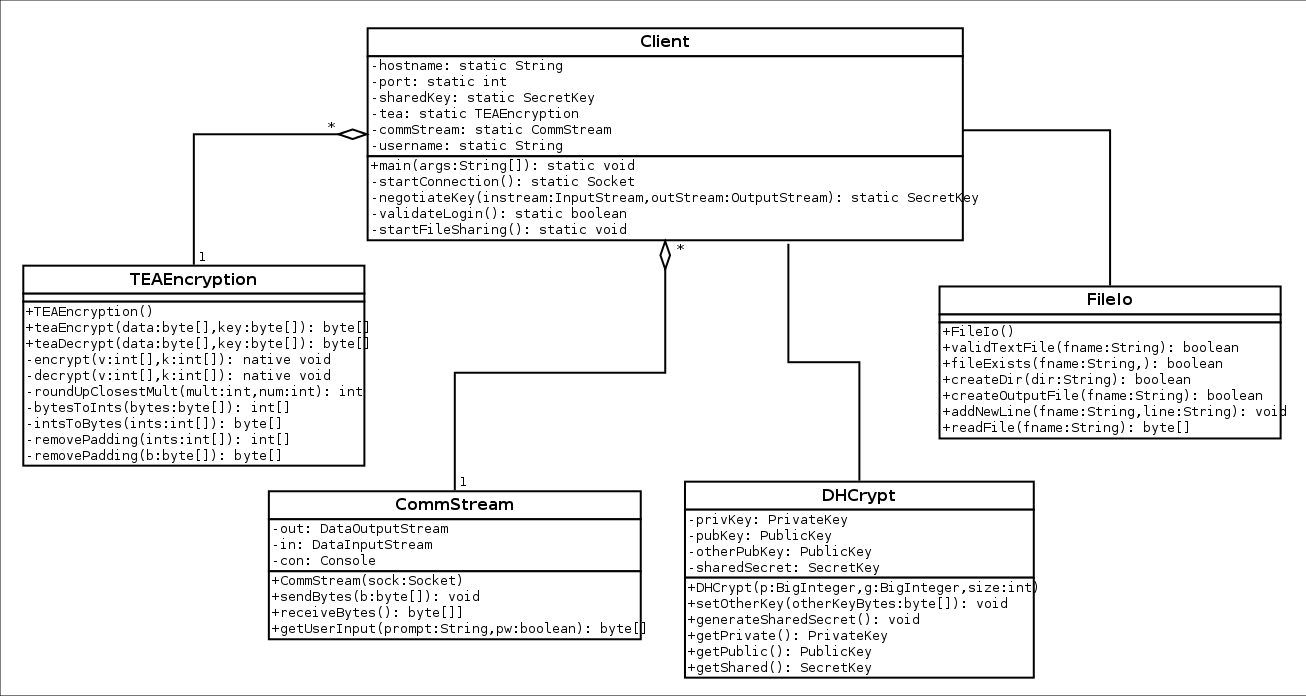 Client
-hostname: static String
-port: static int
-sharedKey: static SecretKey
-tea: static TEAEncryption
-commStream: static CommStream
-username: static String
+main(args:String[]): static void
-startConnection(): static Socket
-negotiateKey(instream:InputStream,outStream:OutputStream): static SecretKey
-validateLogin(): static boolean
-startFileSharing(): static void
*
1
*
1
TEAEncryption
+TEAEncryption()
+teaEncrypt(data:byte[],key:byte[]): byte[]
+teaDecrypt(data:byte[],key:byte[]): byte[]
-encrypt(v:int[],k:int[]): native void
-decrypt(v:int[],k:int[]): native void
-roundUpClosestMult(mult:int,num:int): int
-bytesToInts(bytes:byte[]): int[]
-intsToBytes(ints:int[]): byte[]
-removePadding(ints:int[]): int[]
-removePadding(b:byte[]): byte[]
FileIo
+FileIo()
+validTextFile(fname:String): boolean
+fileExists(fname:String,): boolean
+createDir(dir:String): boolean
+createOutputFile(fname:String): boolean
+addNewLine(fname:String,line:String): void
+readFile(fname:String): byte[]
CommStream
-out: DataOutputStream
-in: DataInputStream
-con: Console
+CommStream(sock:Socket)
+sendBytes(b:byte[]): void
+receiveBytes(): byte[]]
+getUserInput(prompt:String,pw:boolean): byte[]
DHCrypt
-privKey: PrivateKey
-pubKey: PublicKey
-otherPubKey: PublicKey
-sharedSecret: SecretKey
+DHCrypt(p:BigInteger,g:BigInteger,size:int)
+setOtherKey(otherKeyBytes:byte[]): void
+generateSharedSecret(): void
+getPrivate(): PrivateKey
+getPublic(): PublicKey
+getShared(): SecretKey